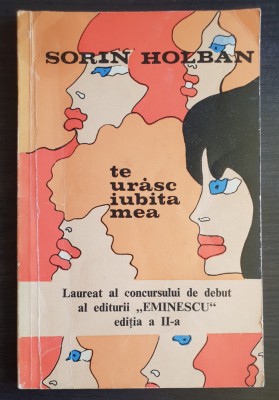 SORIN HOLBAN
te
urăsc
iubita
mea
Laureat al concursului de debut
al editurii „EMINESCU“
ediția a II-a